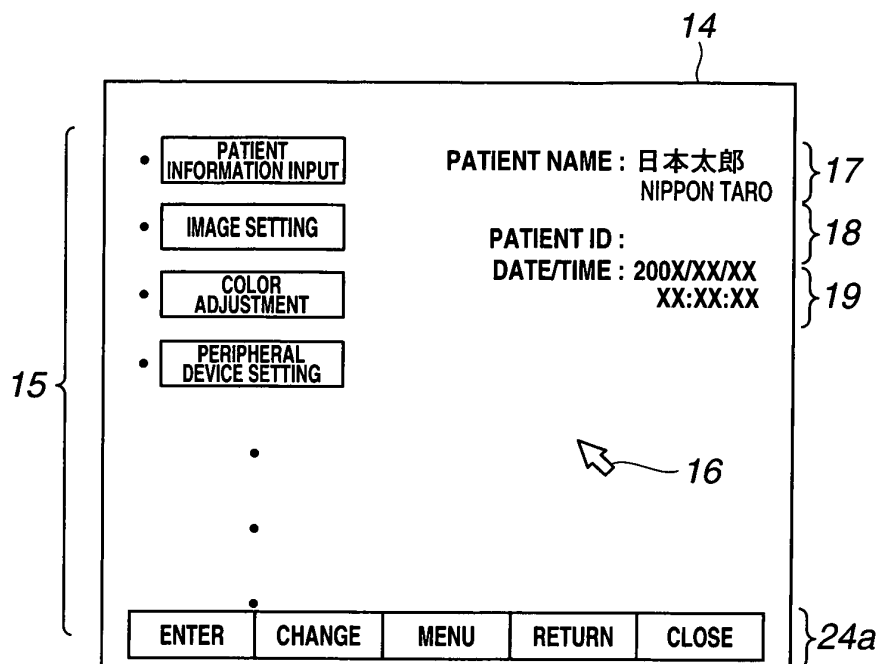 14
PATIENT
INFORMATION INPUT
IMAGE SETTING
COLOR
ADJUSTMENT
PERIPHERAL
DEVICE SETTING
15
PATIENT NAME : 日本太郎
NIPPON TARO
17
PATIENT ID :
18
DATE/TIME : 200X/XX/XX
XX:XX:XX
19
16
ENTER CHANGE MENU RETURN CLOSE
24a